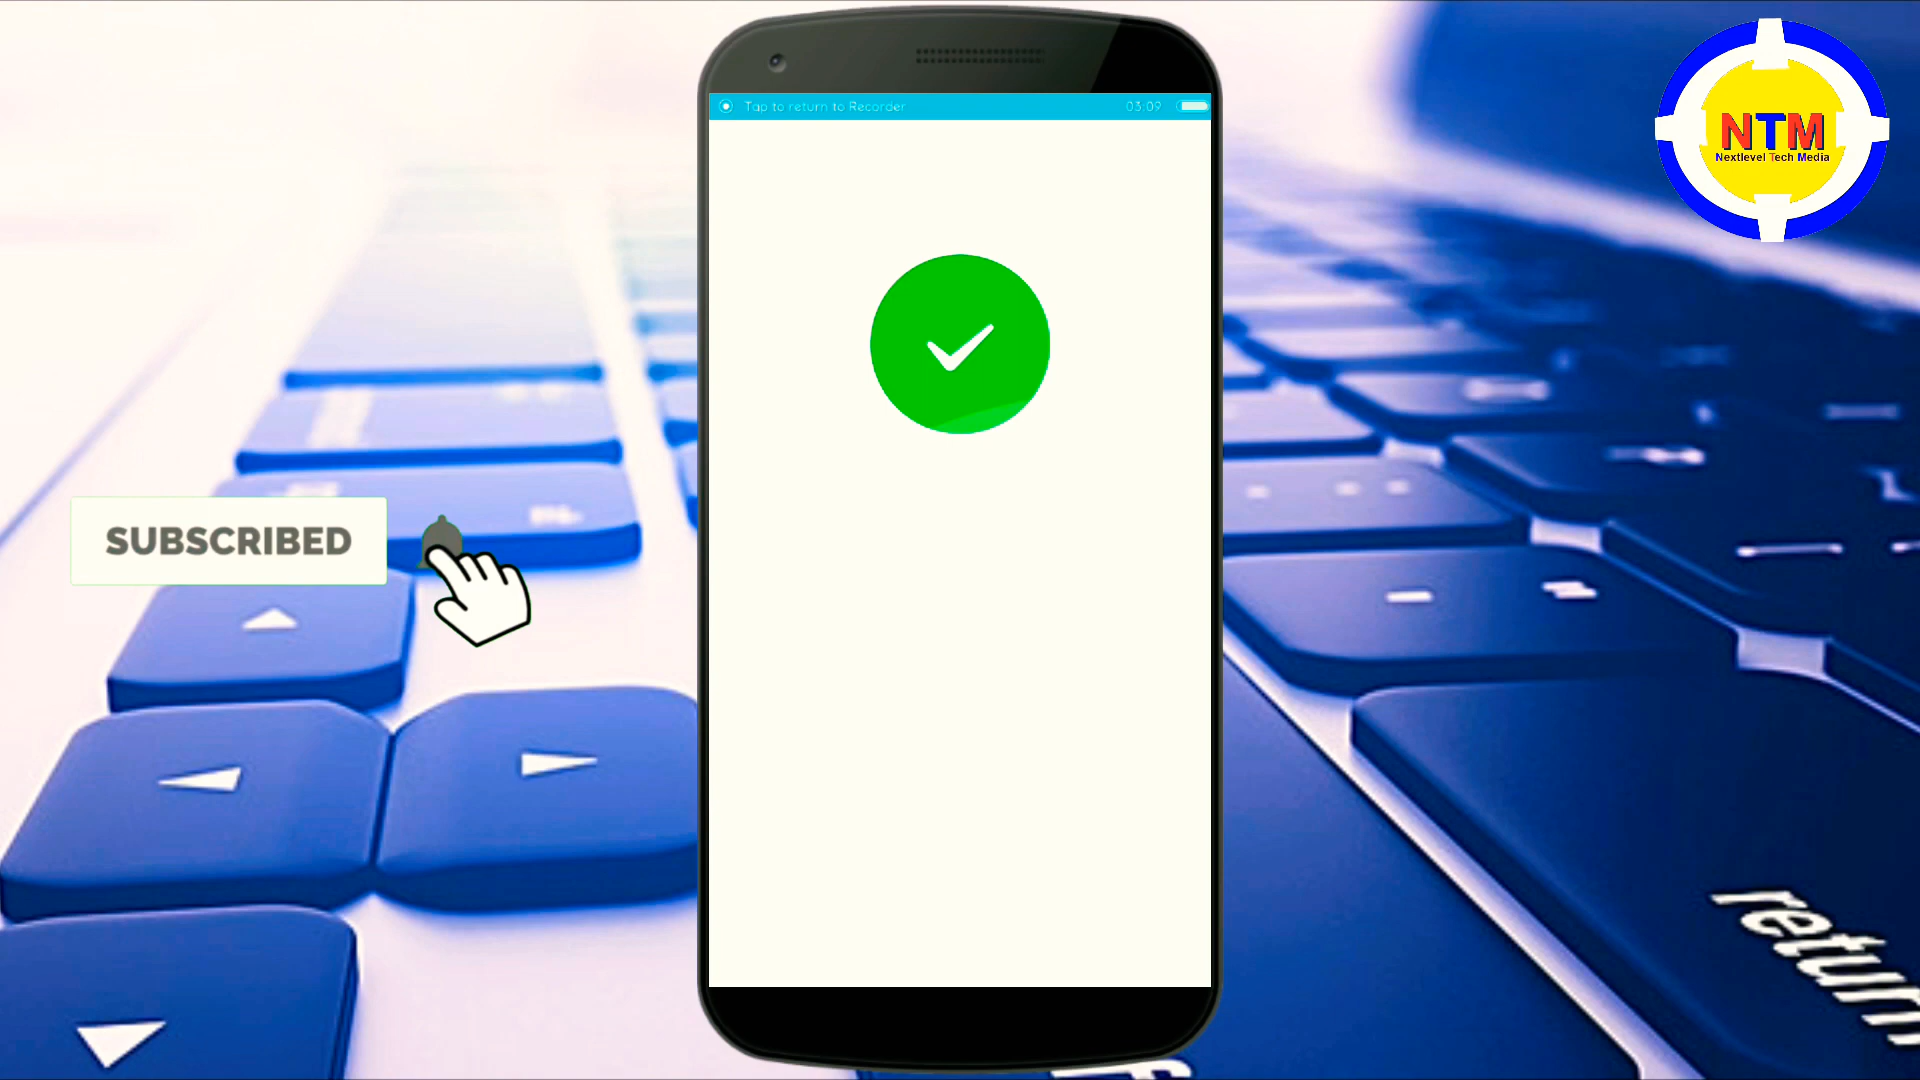 Tap to return to Recorder 03:09
NTM
Nextlevel Tech Media
SUBSCRIBED
return